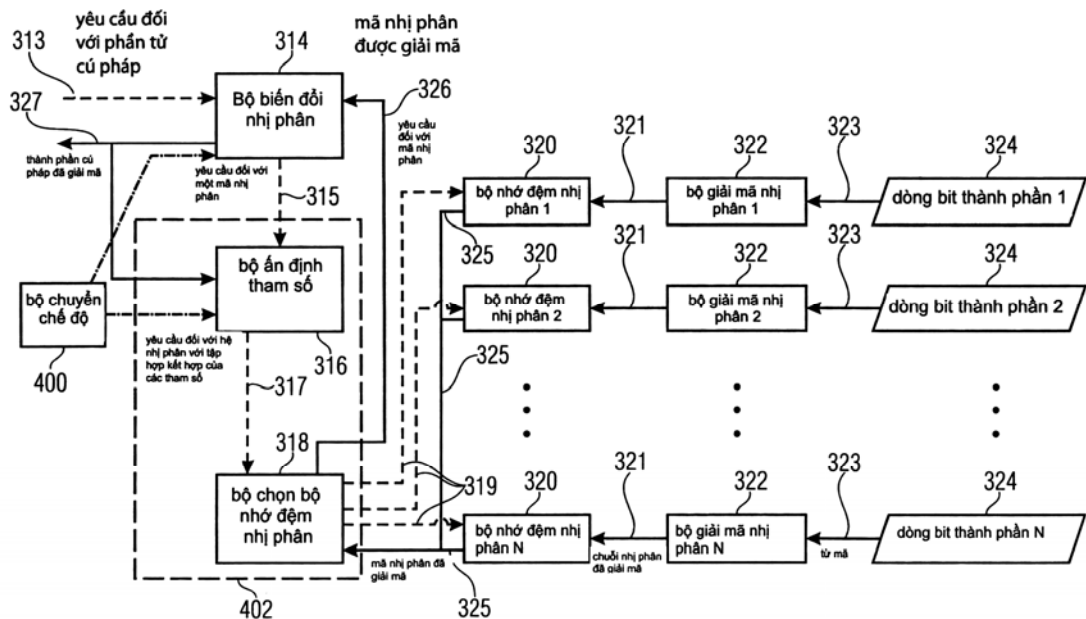 yêu cầu đối
với phần tử
cú pháp
313
327
mã nhị phân
được giải mã
314
326
Bộ biến đổi
nhị phân
thành phần cú
pháp đã giải mã
yêu cầu đối với
một mã nhị
phân
yêu cầu
đối với
mã nhị
phân
315
bộ ấn định
tham số
316
bộ chuyển
chế độ
400
yêu cầu đối với hệ
nhị phân với tập
hợp kết hợp của
các tham số
317
318
bộ chọn bộ
nhớ đệm
nhị phân
319
402
mã nhị phân đã
giải mã
325
320
bộ nhớ đệm nhị
phân 1
325
321
322
bộ giải mã nhị
phân 1
323
324
dòng bit thành phần 1
320
bộ nhớ đệm
nhị phân 2
325
321
322
bộ giải mã nhị
phân 2
323
324
dòng bit thành phần 2
320
bộ nhớ đệm nhị
phân N
321
chuỗi nhị phân
đã giải mã
322
bộ giải mã nhị
phân N
323
từ mã
324
dòng bit thành phần N